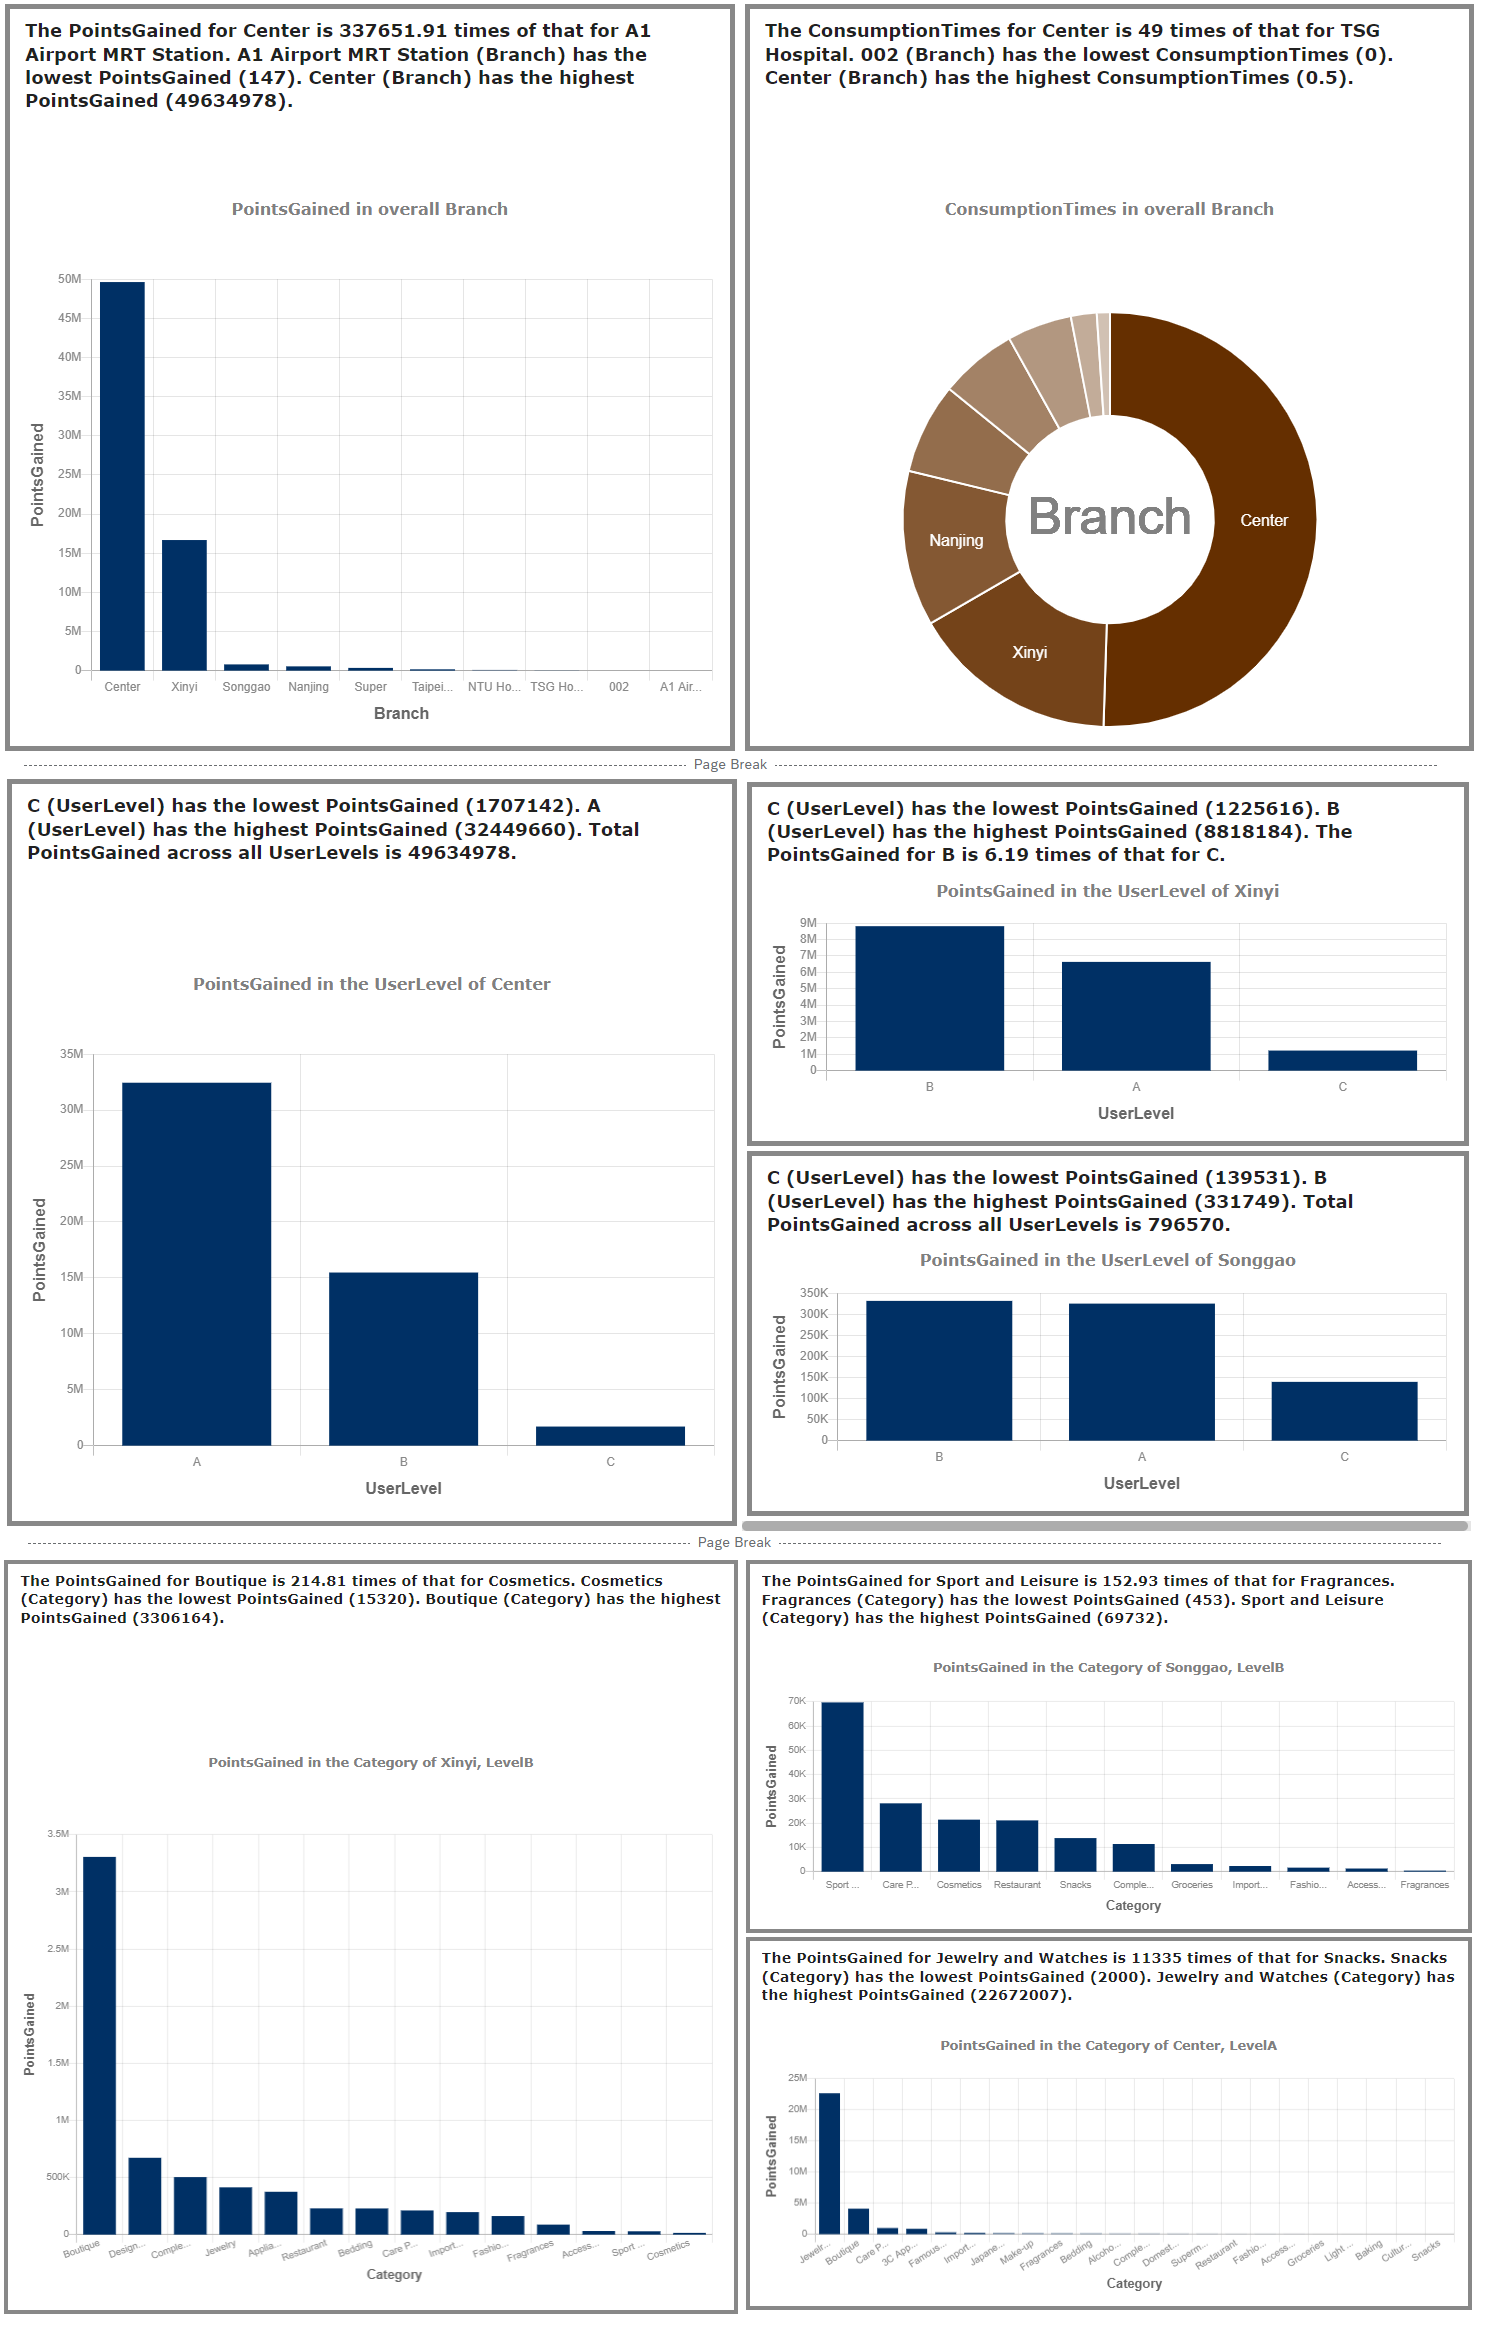 The PointsGained for Center is 337651.91 times of that for A1
Airport MRT Station. A1 Airport MRT Station (Branch) has the
lowest PointsGained (147). Center (Branch) has the highest
PointsGained (49634978).
PointsGained in overall Branch
50M
45M
40M
35M
30M
25M
20M
15M
10M
5M
0
PointsGained
Center Xinyi Songgao Nanjing Super Taipei... NTU Ho... TSG Ho... 002 A1 Air...
Branch
The ConsumptionTimes for Center is 49 times of that for TSG
Hospital. 002 (Branch) has the lowest ConsumptionTimes (0).
Center (Branch) has the highest ConsumptionTimes (0.5).
ConsumptionTimes in overall Branch
Branch
Center
Nanjing
Xinyi
Page Break
C (UserLevel) has the lowest PointsGained (1707142). A
(UserLevel) has the highest PointsGained (32449660). Total
PointsGained across all UserLevels is 49634978.
PointsGained in the UserLevel of Center
35M
30M
25M
20M
15M
10M
5M
0
PointsGained
A B C
UserLevel
C (UserLevel) has the lowest PointsGained (1225616). B
(UserLevel) has the highest PointsGained (8818184). The
PointsGained for B is 6.19 times of that for C.
PointsGained in the UserLevel of Xinyi
9M
8M
7M
6M
5M
4M
3M
2M
1M
0
PointsGained
B A C
UserLevel
C (UserLevel) has the lowest PointsGained (139531). B
(UserLevel) has the highest PointsGained (331749). Total
PointsGained across all UserLevels is 796570.
PointsGained in the UserLevel of Songgao
350K
300K
250K
200K
150K
100K
50K
0
PointsGained
B A C
UserLevel
Page Break
The PointsGained for Boutique is 214.81 times of that for Cosmetics. Cosmetics
(Category) has the lowest PointsGained (15320). Boutique (Category) has the highest
PointsGained (3306164).
PointsGained in the Category of Xinyi, LevelB
3.5M
3M
2.5M
2M
1.5M
1M
500K
0
PointsGained
Boutique Design... Comple... Jewelry Applia... Restaurant Bedding Care P... Import... Fashio... Fragrances Access... Sport ... Cosmetics
Category
The PointsGained for Sport and Leisure is 152.93 times of that for Fragrances.
Fragrances (Category) has the lowest PointsGained (453). Sport and Leisure
(Category) has the highest PointsGained (69732).
PointsGained in the Category of Songgao, LevelB
70K
60K
50K
40K
30K
20K
10K
0
PointsGained
Sport ... Care P... Cosmetics Restaurant Snacks Comple... Groceries Import... Fashio... Access... Fragrances
Category
The PointsGained for Jewelry and Watches is 11335 times of that for Snacks. Snacks
(Category) has the lowest PointsGained (2000). Jewelry and Watches (Category) has
the highest PointsGained (22672007).
PointsGained in the Category of Center, LevelA
25M
20M
15M
10M
5M
0
PointsGained
Jewelr... Boutique Care P... 3C App... Famous... Import... Japane... Make-up Fragrances Bedding Alcoho... Comple... Domest... Superm... Restaurant Fashio... Access... Groceries Light ... Baking Cultur... Snacks
Category